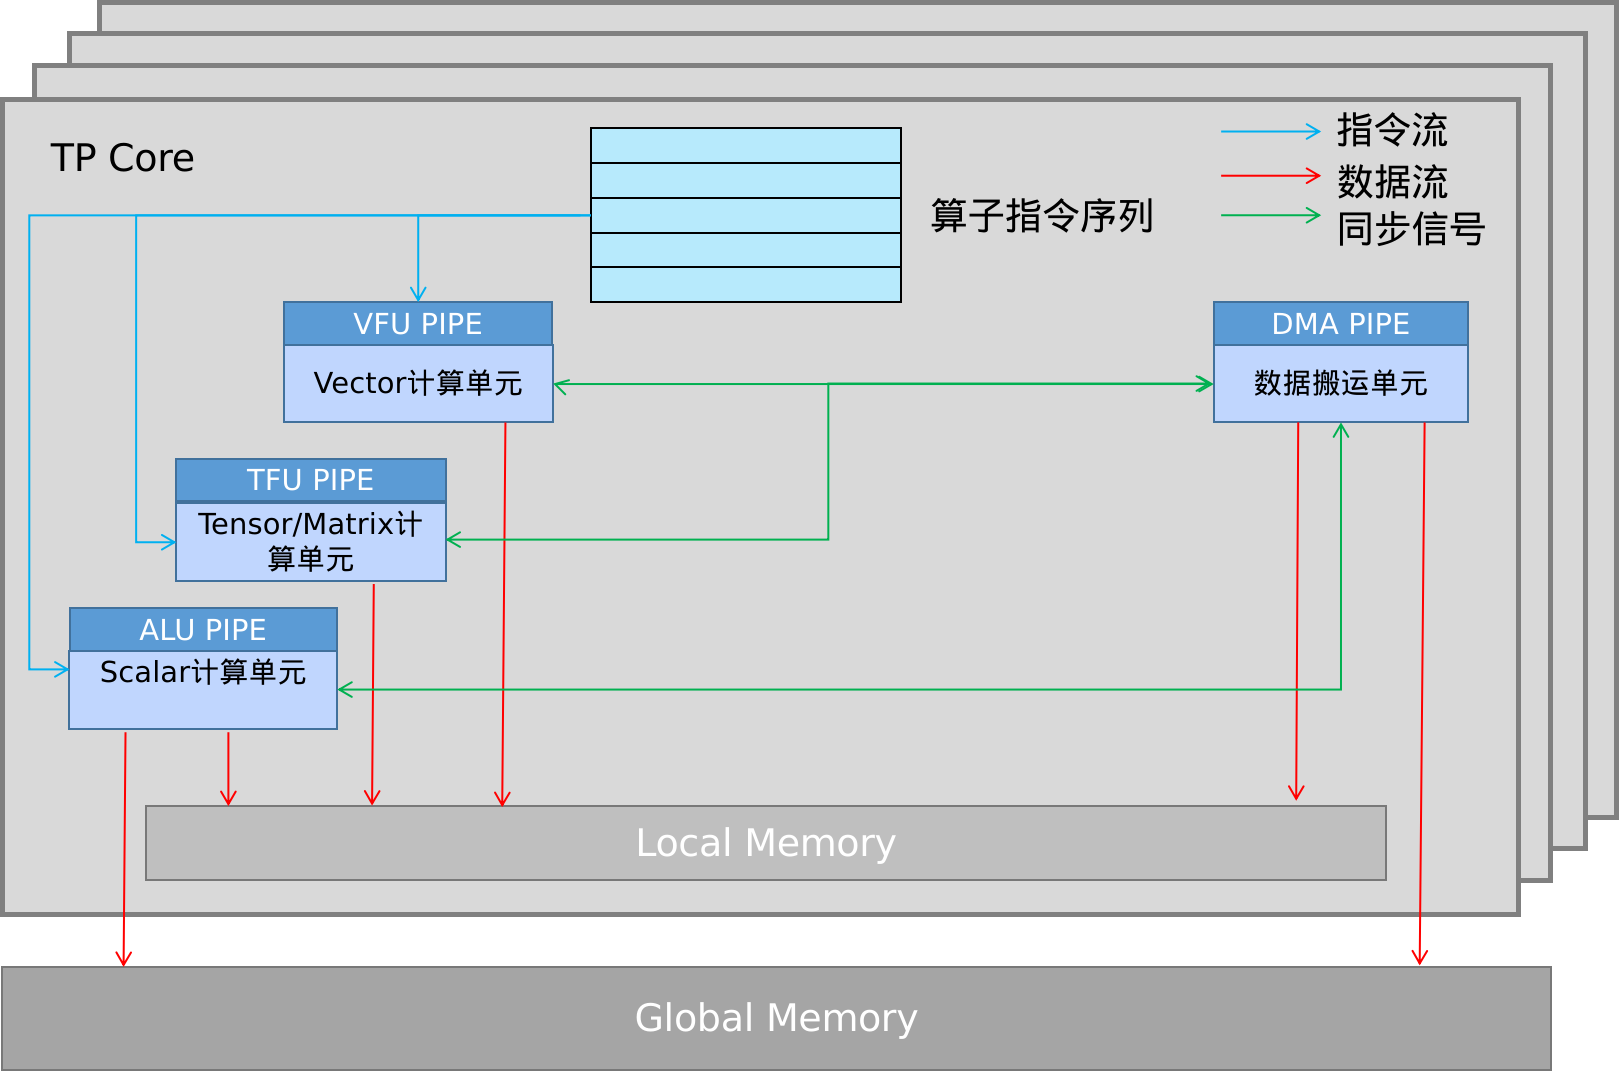 TP Core
指令流
数据流
同步信号
算子指令序列
VFU PIPE
Vector计算单元
DMA PIPE
数据搬运单元
TFU PIPE
Tensor/Matrix计
算单元
ALU PIPE
Scalar计算单元
Local Memory
Global Memory